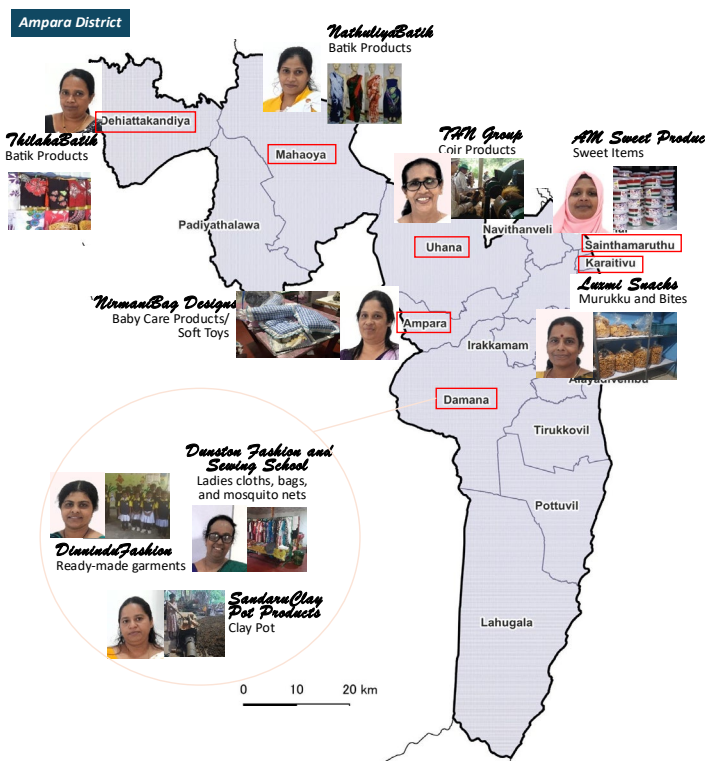 Ampara District
NathuliyaBatik
Batik Products
Dehiattakandiya
ThilakaBatik
Batik Products
Mahaoya
THN Group
Coir Products
AM Sweet Produc
Sweet Items
Padiyathalawa
Navithanveli
Uhana
Sainthamaruthu
Karaitivu
Luxmi Snacks
Murukku and Bites
NirmaniBag Designs
Baby Care Products/
Soft Toys
Ampara
Irakkamam
Damana
Tirukkovil
Dunston Fashion and
Sewing School
Ladies cloths, bags,
and mosquito nets
DinninduFashion
Ready-made garments
Pottuvil
SandaruClay
Pot Products
Clay Pot
Lahugala
0 10 20 km